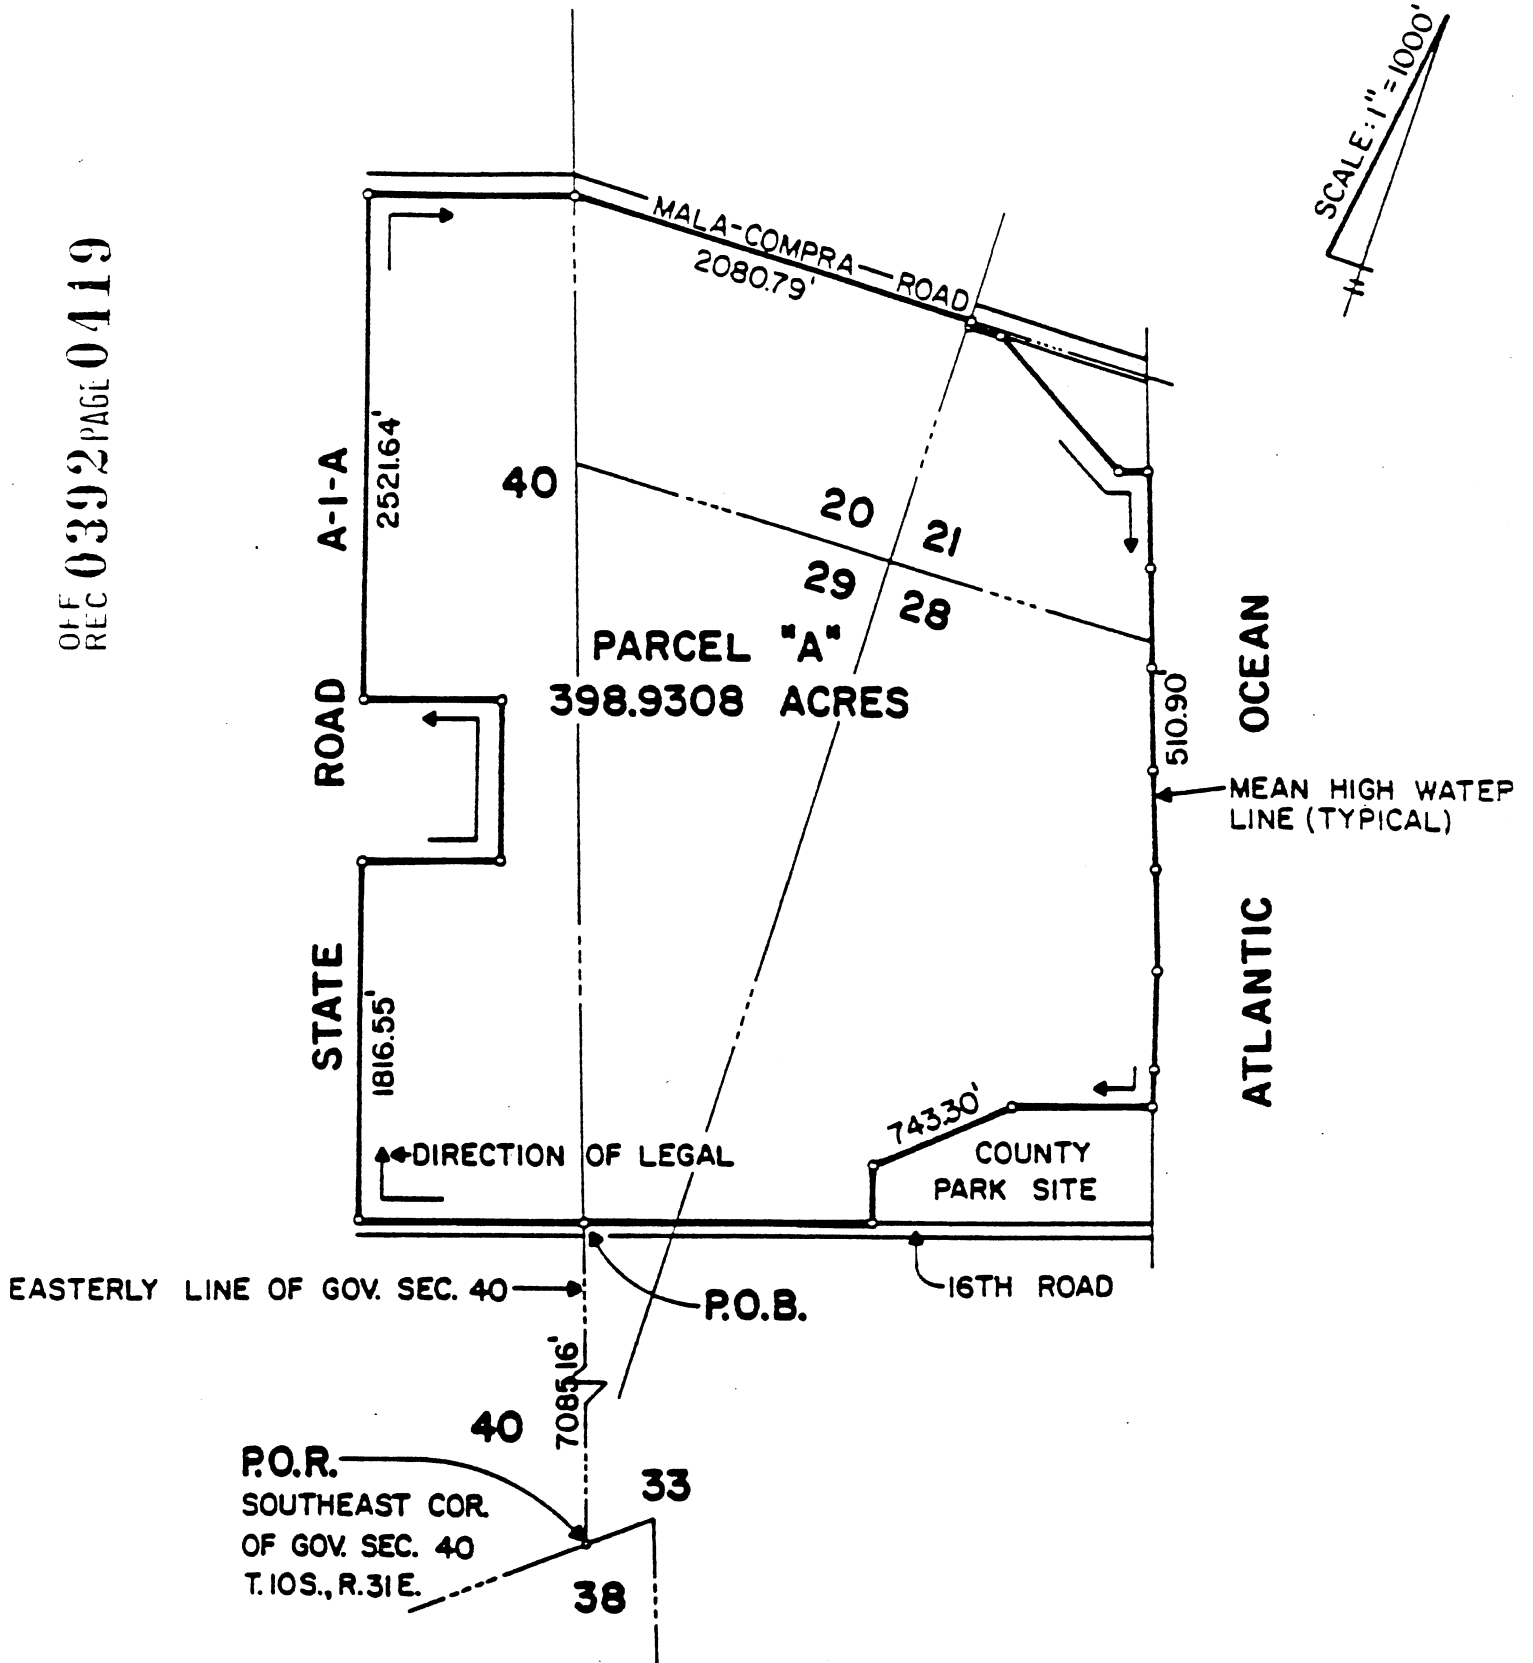 SCALE: 1" = 1000'
OFF
REC 0392 PAGE 0419
MALA-COMPRA ROAD
2080.79'
STATE ROAD A-1-A
2521.64'
40
20
21
29
28
PARCEL "A"
398.9308 ACRES
ATLANTIC OCEAN
510.90'
MEAN HIGH WATER
LINE (TYPICAL)
1816.55'
743.30'
DIRECTION OF LEGAL
COUNTY
PARK SITE
EASTERLY LINE OF GOV. SEC. 40
16TH ROAD
P.O.B.
7085.16'
40
P.O.R.
33
SOUTHEAST COR.
OF GOV. SEC. 40
T.10S., R.31E.
38